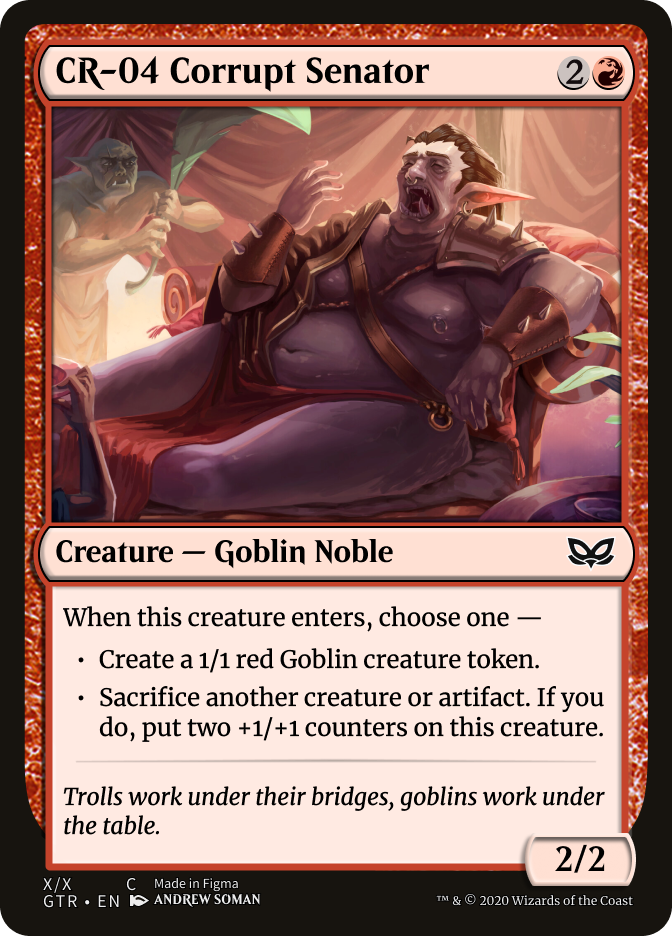 CR-04 Corrupt Senator 2
Creature — Goblin Noble
When this creature enters, choose one —
• Create a 1/1 red Goblin creature token.
• Sacrifice another creature or artifact. If you
do, put two +1/+1 counters on this creature.
Trolls work under their bridges, goblins work under
the table.
2/2
X/X C Made in Figma
GTR • EN ANDREW SOMAN ™ & © 2020 Wizards of the Coast